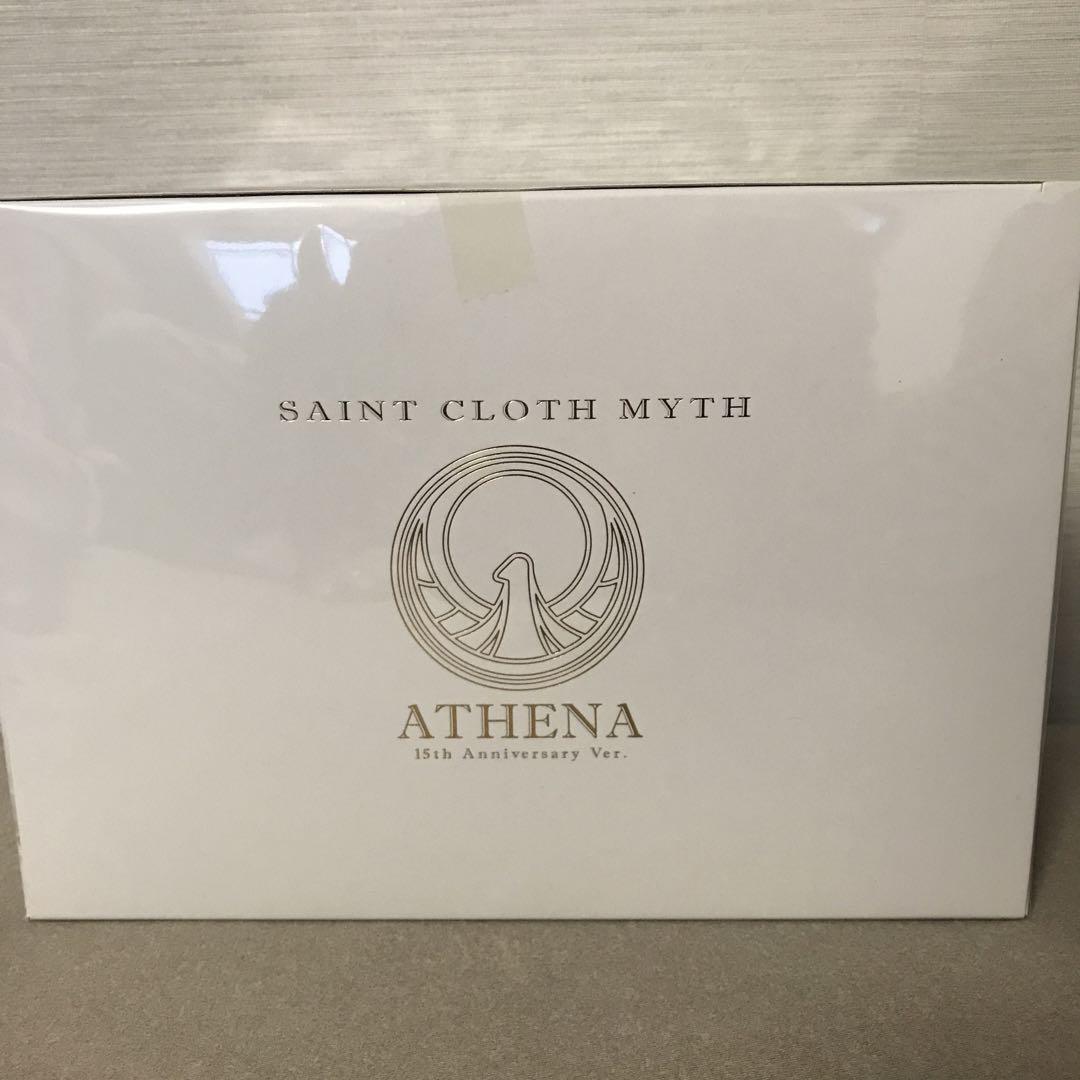 SAINT CLOTH MYTH
ATHENA
15th Anniversary Ver.